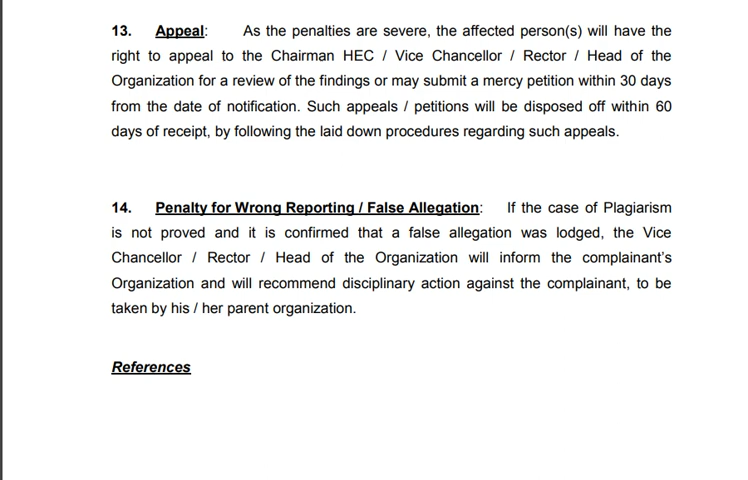 13. Appeal: As the penalties are severe, the affected person(s) will have the
right to appeal to the Chairman HEC / Vice Chancellor / Rector / Head of the
Organization for a review of the findings or may submit a mercy petition within 30 days
from the date of notification. Such appeals / petitions will be disposed off within 60
days of receipt, by following the laid down procedures regarding such appeals.
14. Penalty for Wrong Reporting / False Allegation: If the case of Plagiarism
is not proved and it is confirmed that a false allegation was lodged, the Vice
Chancellor / Rector / Head of the Organization will inform the complainant's
Organization and will recommend disciplinary action against the complainant, to be
taken by his / her parent organization.
References